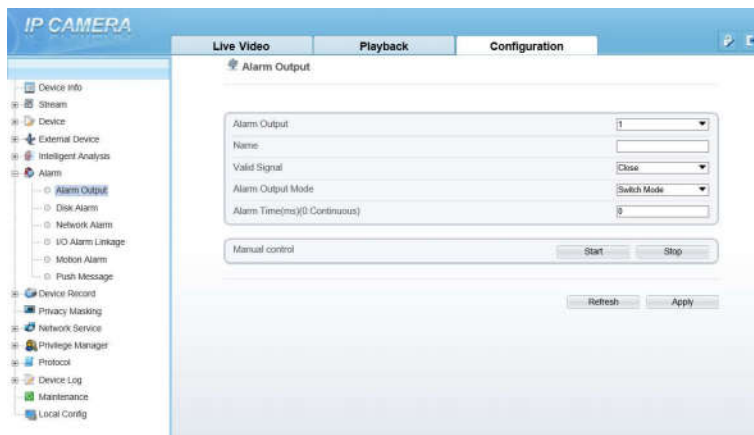 IP CAMERA
Live Video Playback Configuration
Alarm Output
Device Info
Stream
Device
External Device
Intelligent Analysis
Alarm
Alarm Output
Disk Alarm
Network Alarm
I/O Alarm Linkage
Motion Alarm
Push Message
Device Record
Privacy Masking
Network Service
Privilege Manager
Protocol
Device Log
Maintenance
Local Config
Alarm Output 1
Name
Valid Signal Close
Alarm Output Mode Switch Mode
Alarm Time(ms)(0:Continuous) 0
Manual control Start Stop
Refresh Apply